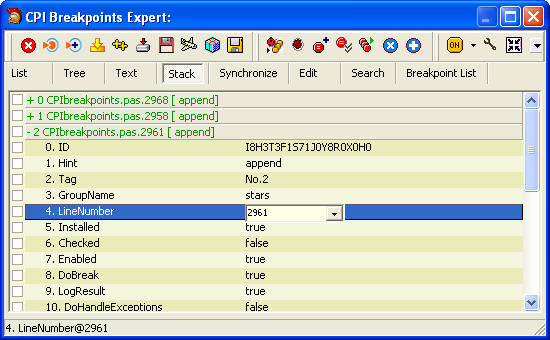 CPI Breakpoints Expert:
ON
List Tree Text Stack Synchronize Edit Search Breakpoint List
+ 0 CPIbreakpoints.pas.2968 [ append]
+ 1 CPIbreakpoints.pas.2958 [ append]
- 2 CPIbreakpoints.pas.2961 [ append]
0. ID I8H3T3F1S71J0Y8R0X0H0
1. Hint append
2. Tag No.2
3. GroupName stars
4. LineNumber 2961
5. Installed true
6. Checked false
7. Enabled true
8. DoBreak true
9. LogResult true
10. DoHandleExceptions false
4. LineNumber@2961